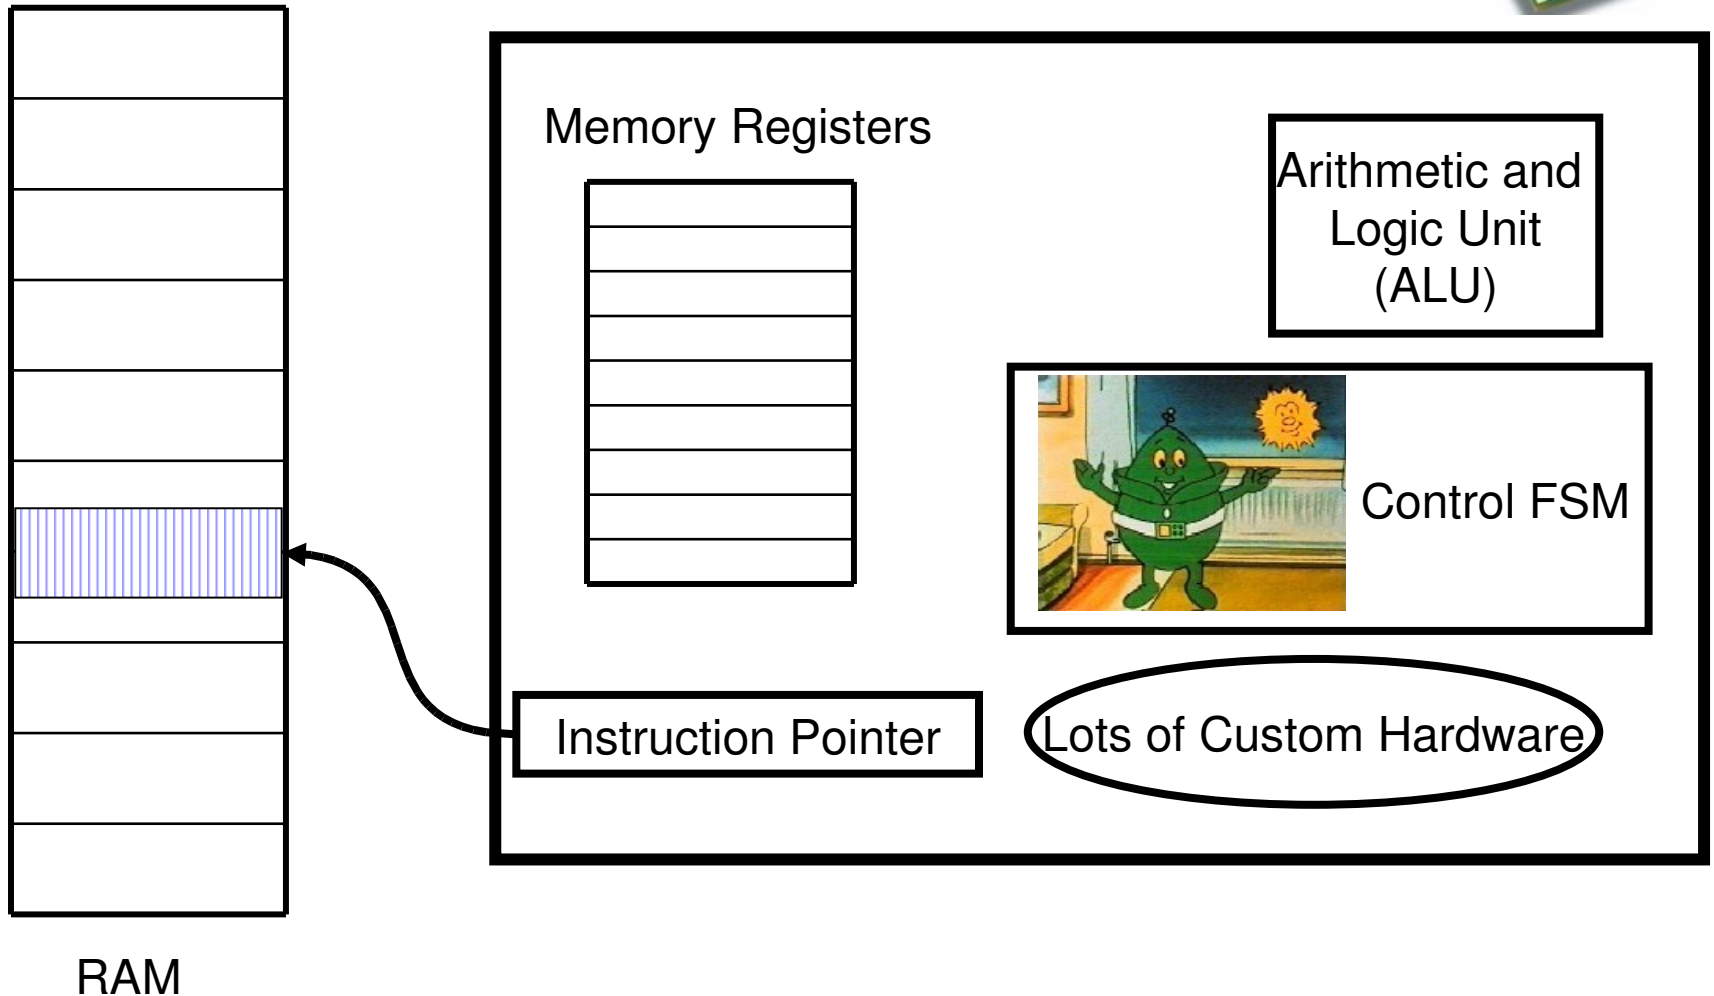 Memory Registers
Arithmetic and
Logic Unit
(ALU)
Control FSM
Instruction Pointer
Lots of Custom Hardware
RAM